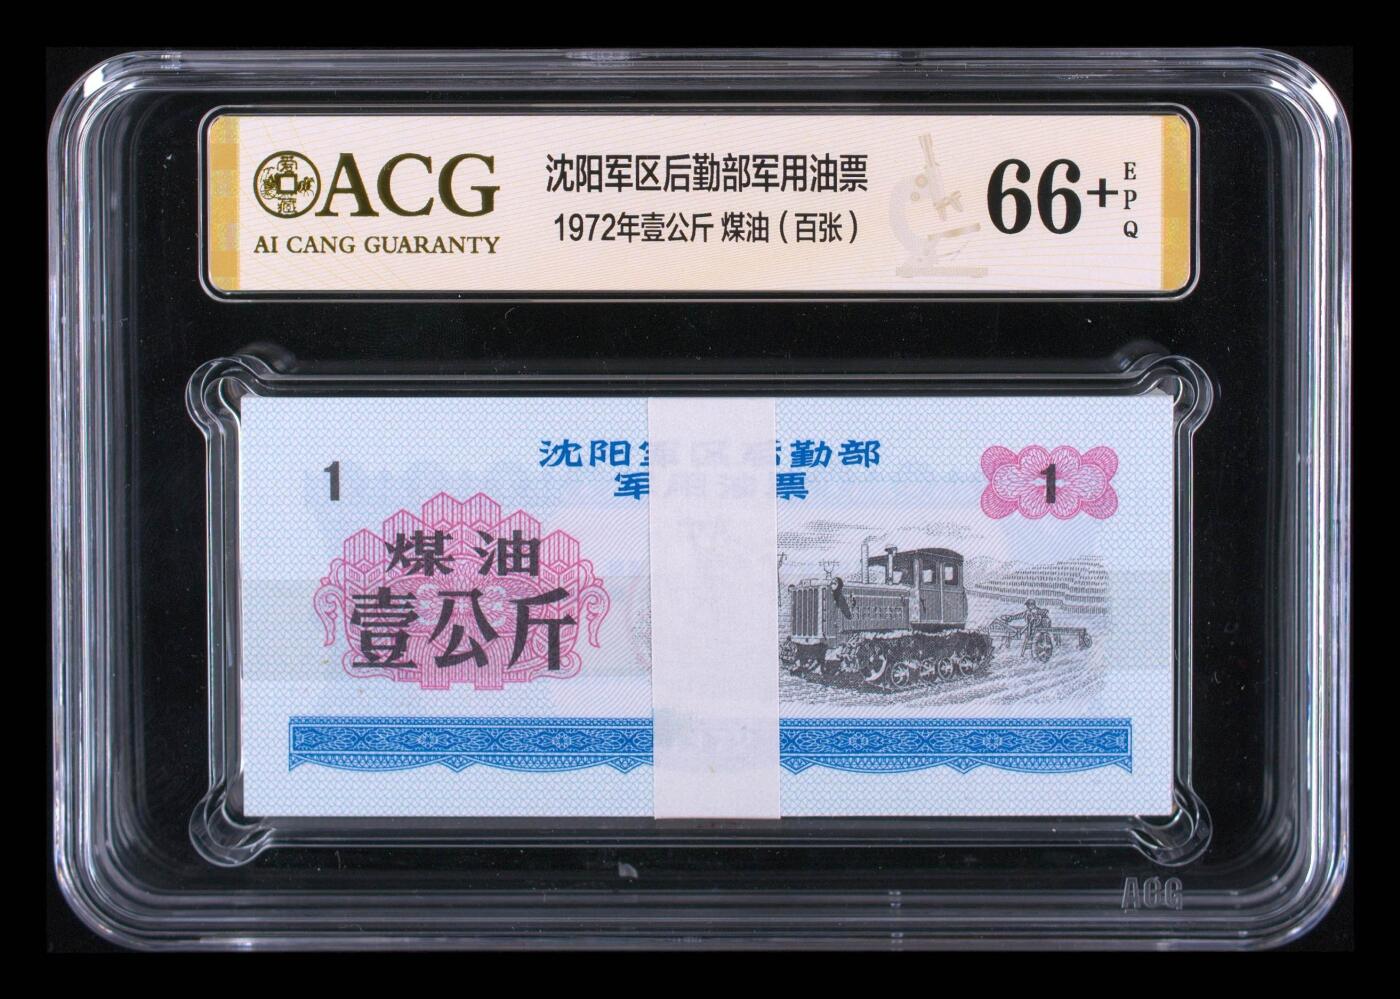 ACG
AI CANG GUARANTY
沈阳军区后勤部军用油票
1972年壹公斤 煤油（百张）
66+
EPQ
沈阳军区后勤部
军用油票
1
1
煤油
壹公斤
ACG